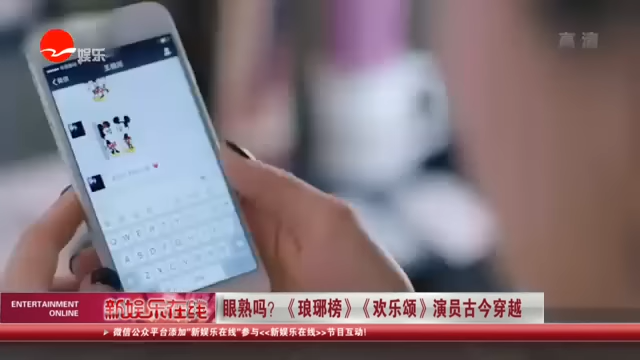 娱乐
高清
ENTERTAINMENT
ONLINE
新娱乐在线
眼熟吗?《琅琊榜》《欢乐颂》演员古今穿越
微信公众平台添加“新娱乐在线”参与<<新娱乐在线>>节目互动!